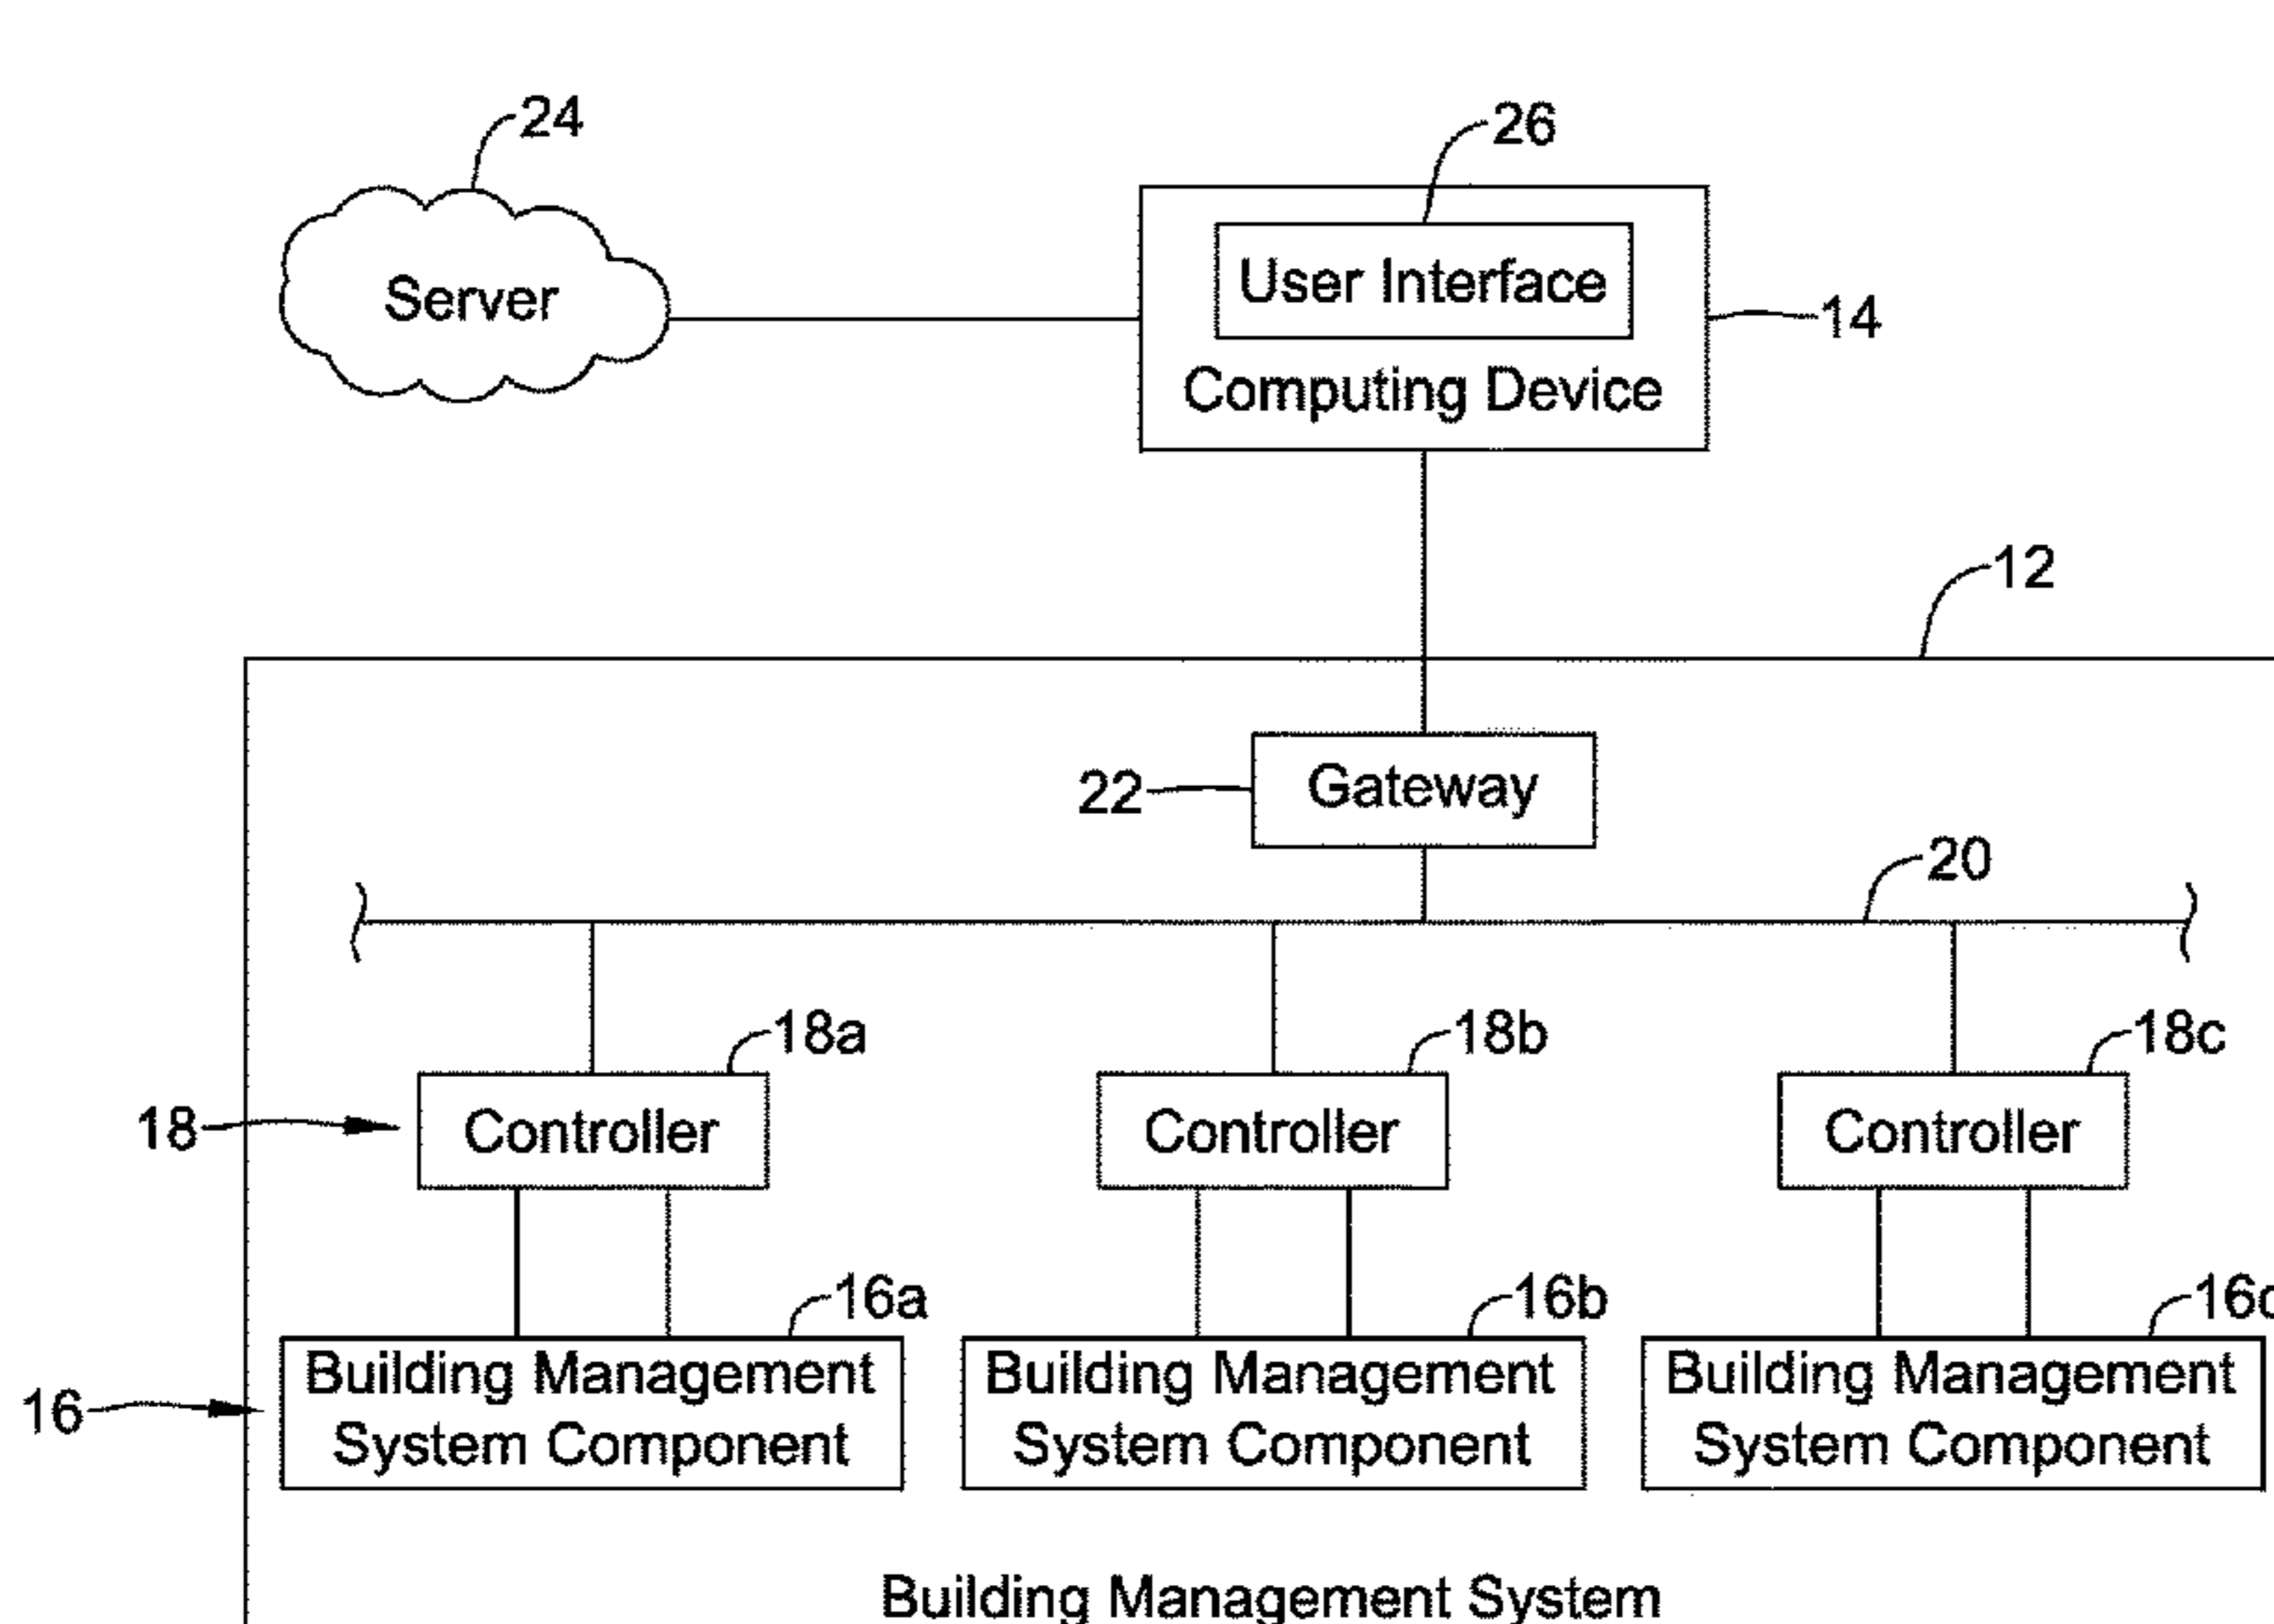 24
26
User Interface
Server
14
Computing Device
12
22
Gateway
20
18a
18b
18c
18
Controller
Controller
Controller
16a
16b
16
Building Management
System Component
Building Management
System Component
Building Management
System Component
Building Management System